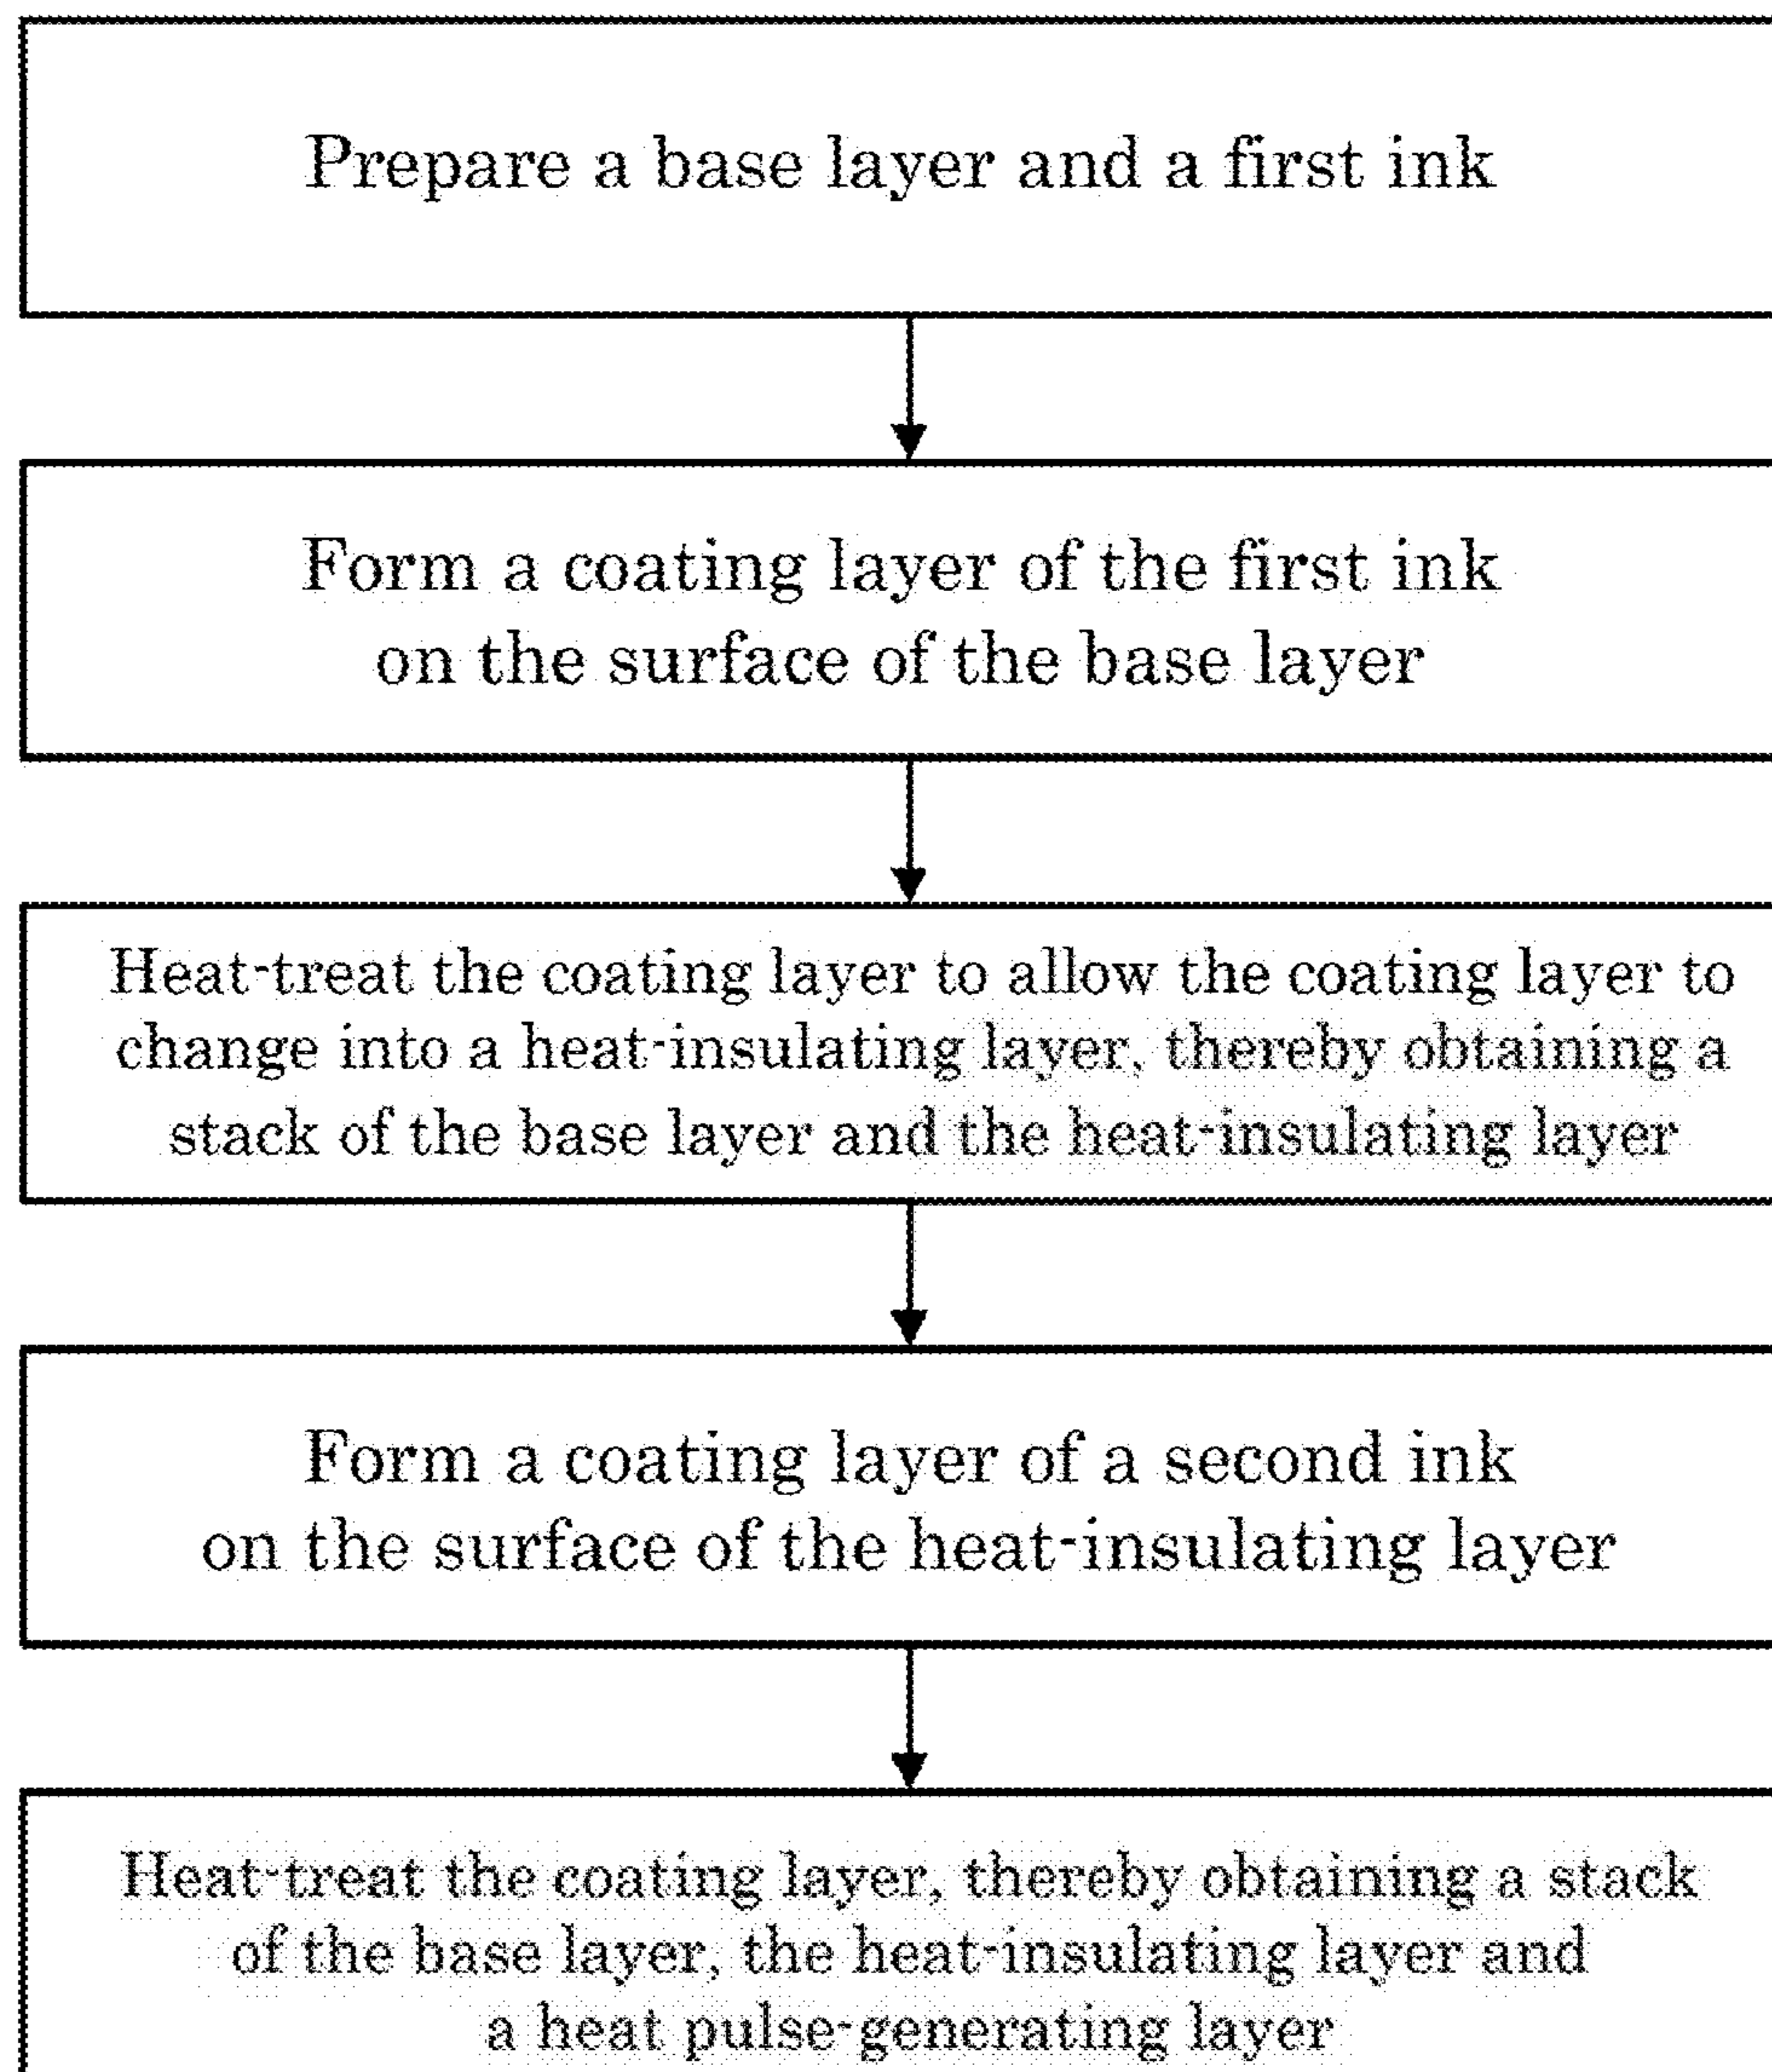 Prepare a base layer and a first ink
Form a coating layer of the first ink
on the surface of the base layer
Heat-treat the coating layer to allow the coating layer to
change into a heat-insulating layer, thereby obtaining a
stack of the base layer and the heat-insulating layer
Form a coating layer of a second ink
on the surface of the heat-insulating layer
Heat-treat the coating layer, thereby obtaining a stack
of the base layer, the heat-insulating layer and
a heat pulse-generating layer